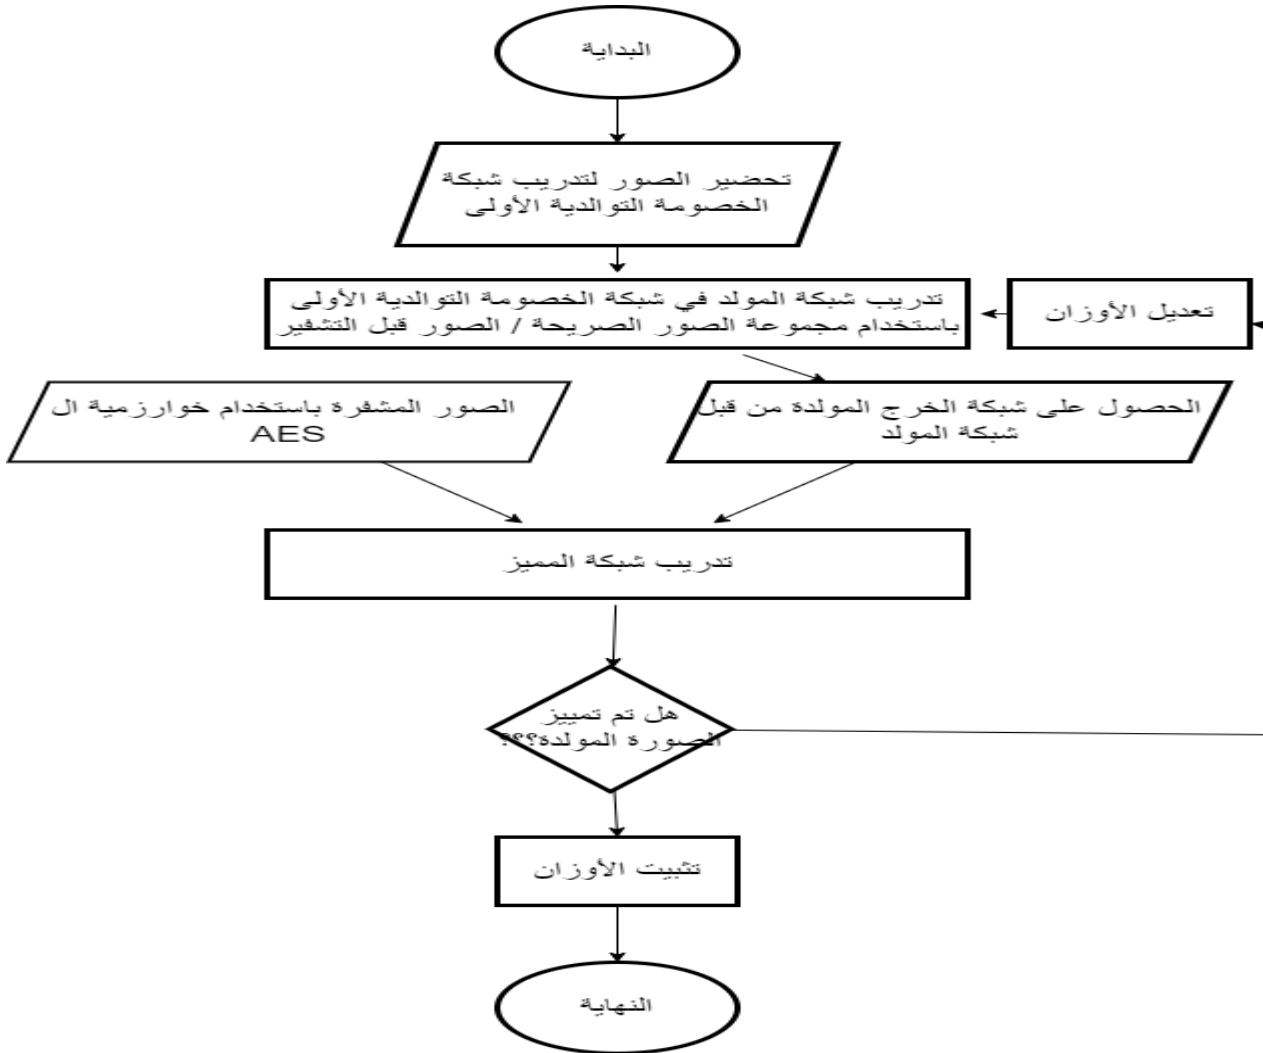 البداية
تحضير الصور لتدريب شبكة
الخصومة التوالدية الأولى
تدريب شبكة المولد في شبكة الخصومة التوالدية الأولى
باستخدام مجموعة الصور الصريحة / الصور قبل التشفير
تعديل الأوزان
الحصول على شبكة الخرج المولدة من قبل
شبكة المولد
الصور المشفرة باستخدام خوارزمية ال
AES
تدريب شبكة المميز
هل تم تمييز
الصورة المولدة؟؟؟
تثبيت الأوزان
النهاية